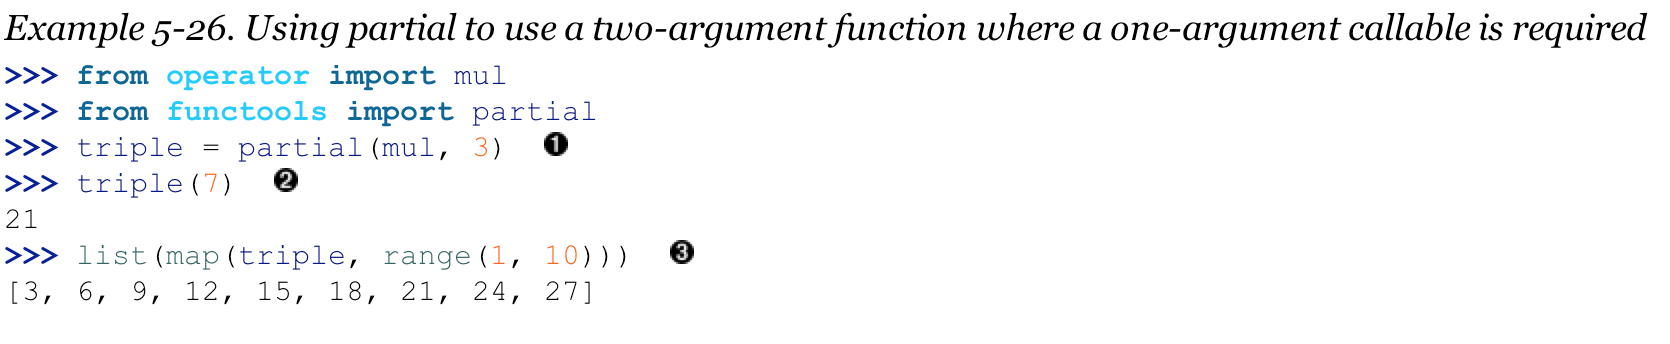 Example 5-26. Using partial to use a two-argument function where a one-argument callable is required
>>> from operator import mul
>>> from functools import partial
>>> triple = partial(mul, 3) ❶
>>> triple(7) ❷
21
>>> list(map(triple, range(1, 10))) ❸
[3, 6, 9, 12, 15, 18, 21, 24, 27]